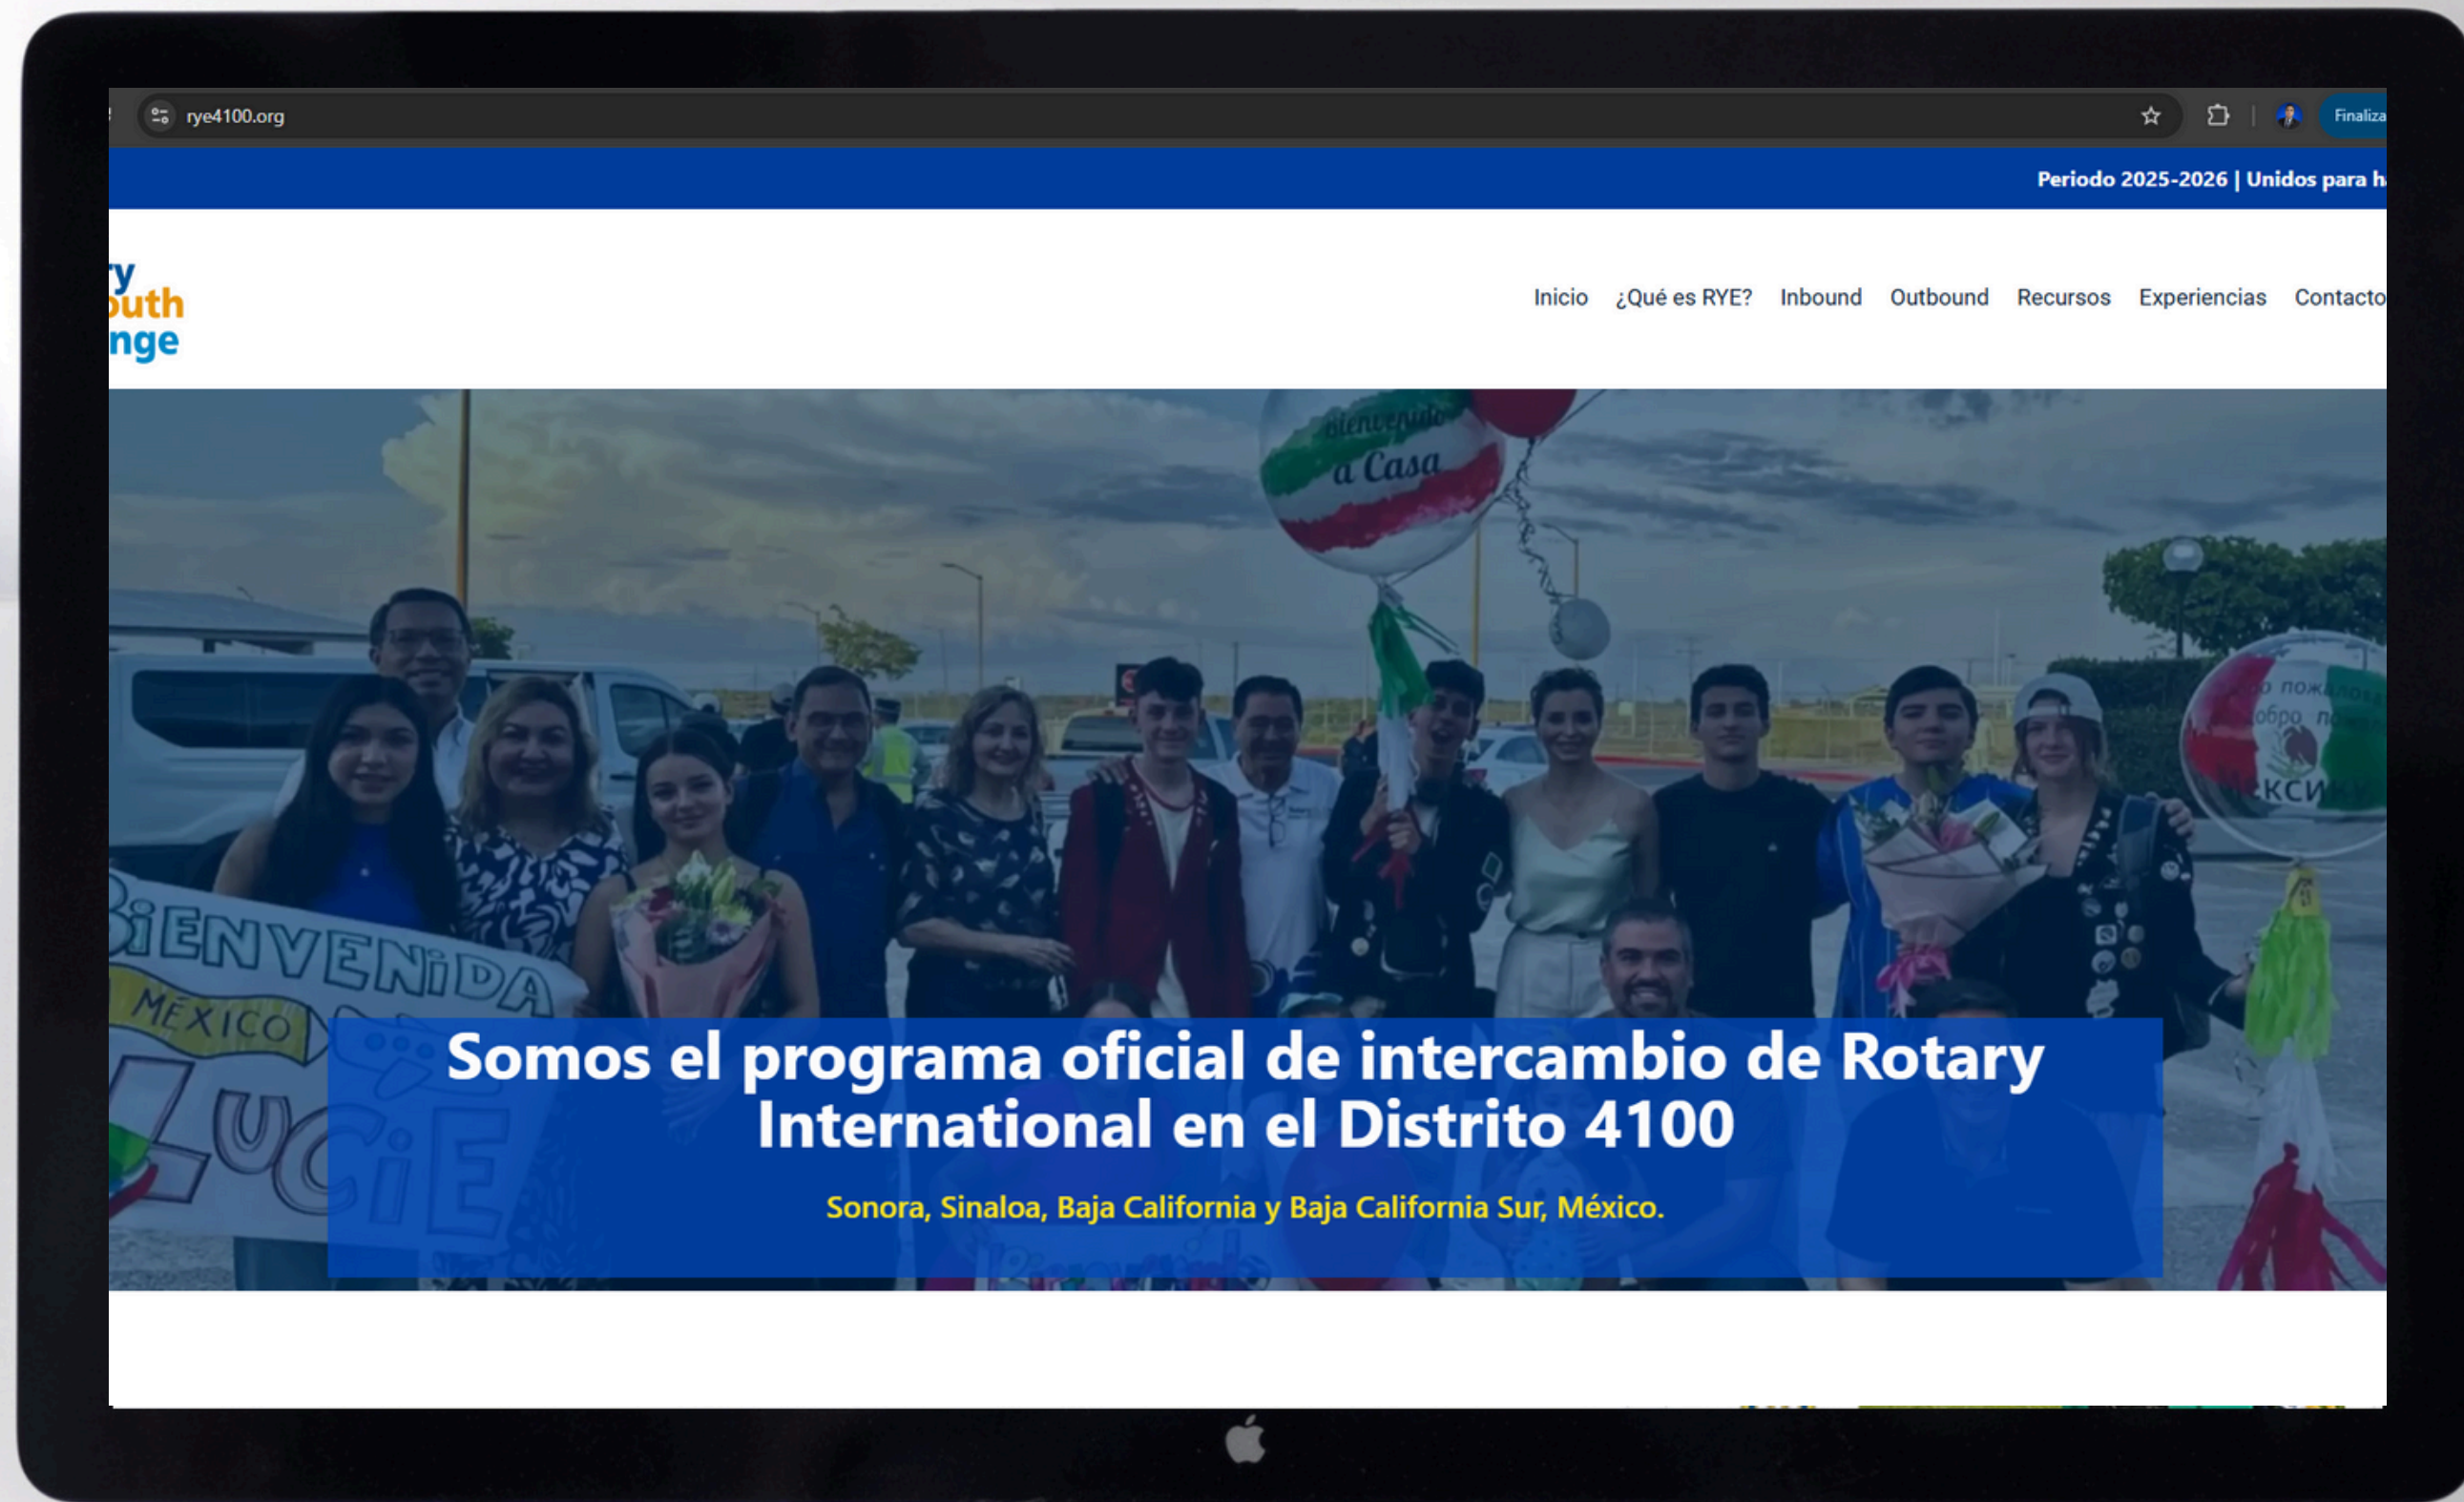 rye4100.org
Finaliza
Periodo 2025-2026 | Unidos para h
ry
outh
nge
Inicio ¿Qué es RYE? Inbound Outbound Recursos Experiencias Contacto
Bienvenido
a Casa
BiENVENiDA
MÉXICO
LUCiE
Somos el programa oficial de intercambio de Rotary
International en el Distrito 4100
Sonora, Sinaloa, Baja California y Baja California Sur, México.